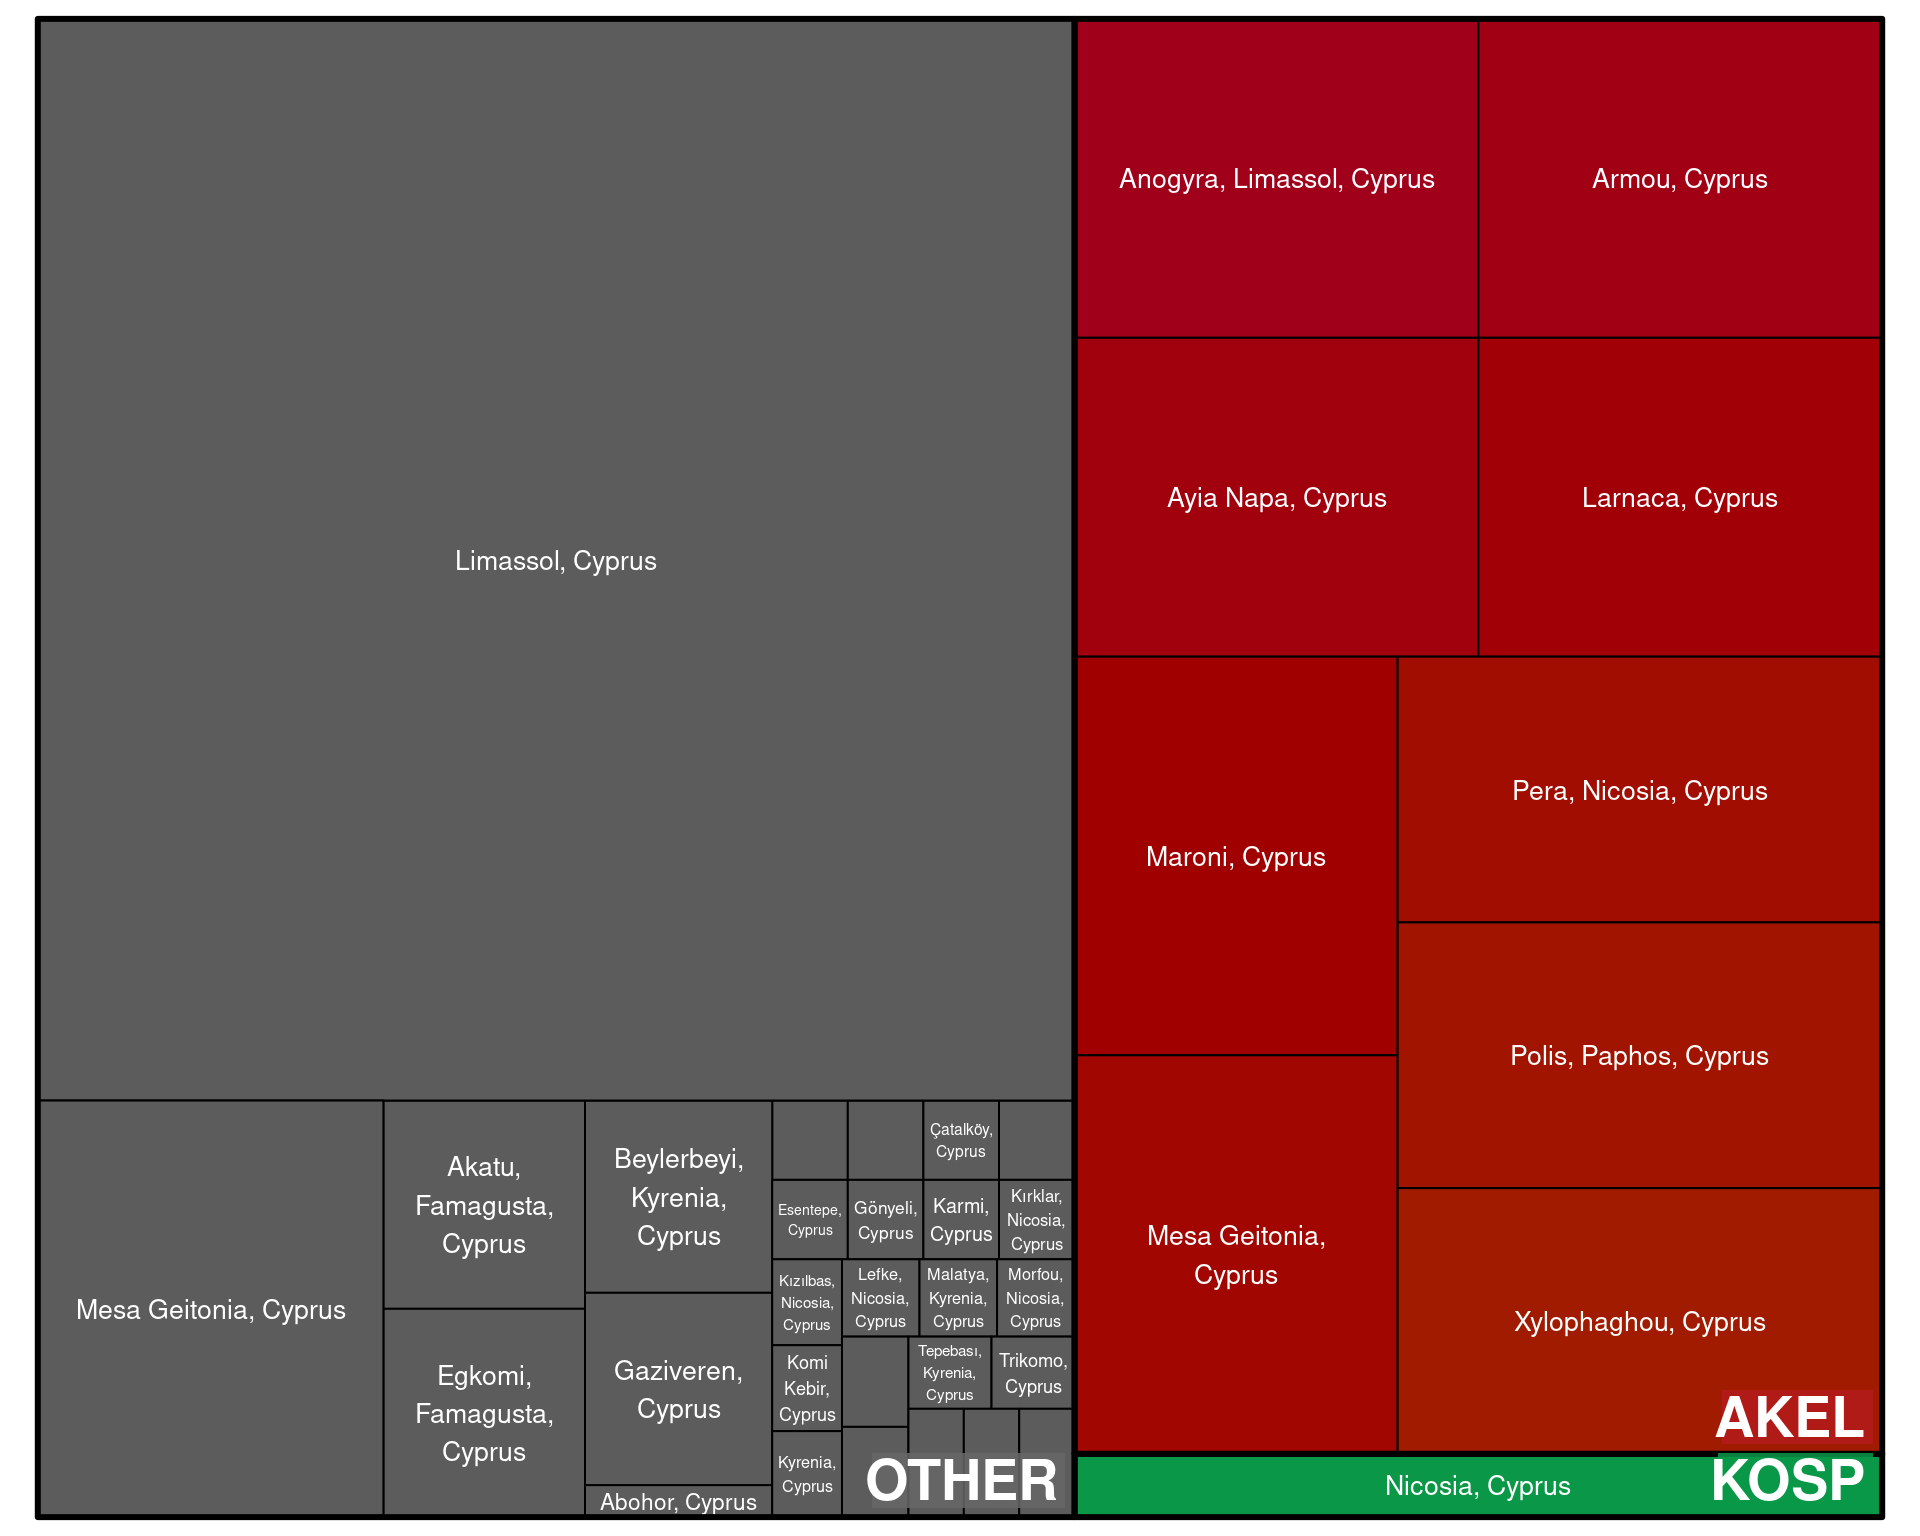 Limassol, Cyprus
Mesa Geitonia, Cyprus
Akatu,
Famagusta,
Cyprus
Egkomi,
Famagusta,
Cyprus
Beylerbeyi,
Kyrenia,
Cyprus
Gaziveren,
Cyprus
Abohor, Cyprus
Çatalköy,
Cyprus
Esentepe,
Cyprus
Gönyeli,
Cyprus
Karmi,
Cyprus
Kırklar,
Nicosia,
Cyprus
Kızılbas,
Nicosia,
Cyprus
Lefke,
Nicosia,
Cyprus
Malatya,
Kyrenia,
Cyprus
Morfou,
Nicosia,
Cyprus
Komi
Kebir,
Cyprus
Tepebası,
Kyrenia,
Cyprus
Trikomo,
Cyprus
Kyrenia,
Cyprus
OTHER
Anogyra, Limassol, Cyprus
Armou, Cyprus
Ayia Napa, Cyprus
Larnaca, Cyprus
Maroni, Cyprus
Pera, Nicosia, Cyprus
Polis, Paphos, Cyprus
Mesa Geitonia,
Cyprus
Xylophaghou, Cyprus
AKEL
Nicosia, Cyprus
KOSP